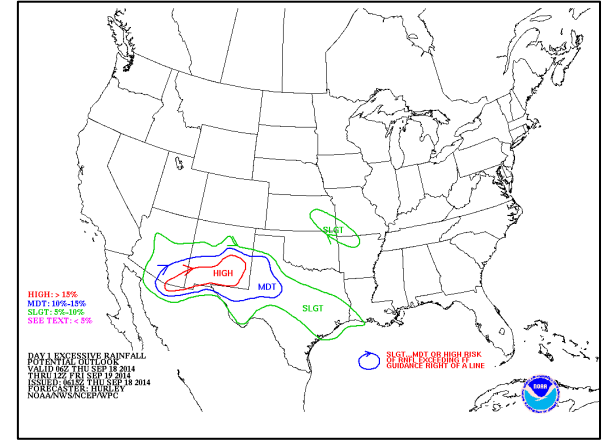 SLGT
HIGH
MDT
SLGT
HIGH: > 15%
MDT: 10%-15%
SLGT: 5%-10%
SEE TEXT: < 5%
DAY 1 EXCESSIVE RAINFALL
POTENTIAL OUTLOOK
VALID 06Z THU SEP 18 2014
THRU 12Z FRI SEP 19 2014
ISSUED: 0613Z THU SEP 18 2014
FORECASTER: HURLEY
NOAA/NWS/NCEP/WPC
SLGT...MDT OR HIGH RISK
OF RNFL EXCEEDING FF
GUIDANCE RIGHT OF A LINE
NOAA